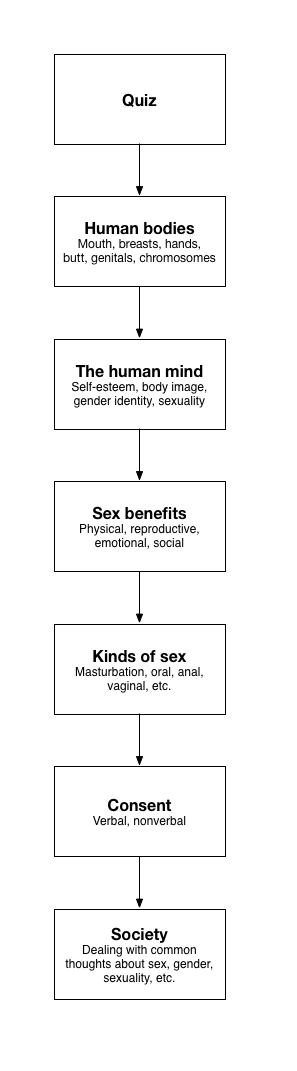 Quiz
Human bodies
Mouth, breasts, hands,
butt, genitals, chromosomes
The human mind
Self-esteem, body image,
gender identity, sexuality
Sex benefits
Physical, reproductive,
emotional, social
Kinds of sex
Masturbation, oral, anal,
vaginal, etc.
Consent
Verbal, nonverbal
Society
Dealing with common
thoughts about sex, gender,
sexuality, etc.